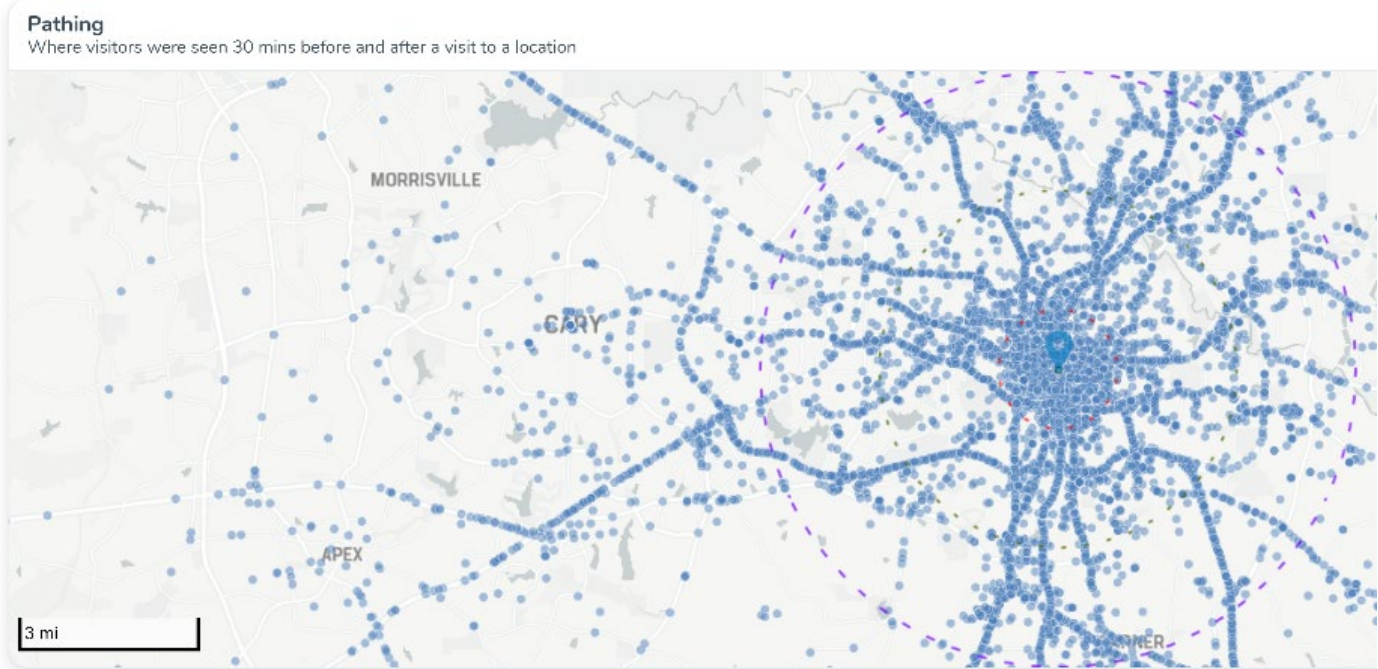 Pathing
Where visitors were seen 30 mins before and after a visit to a location
MORRISVILLE
CARY
APEX
3 mi